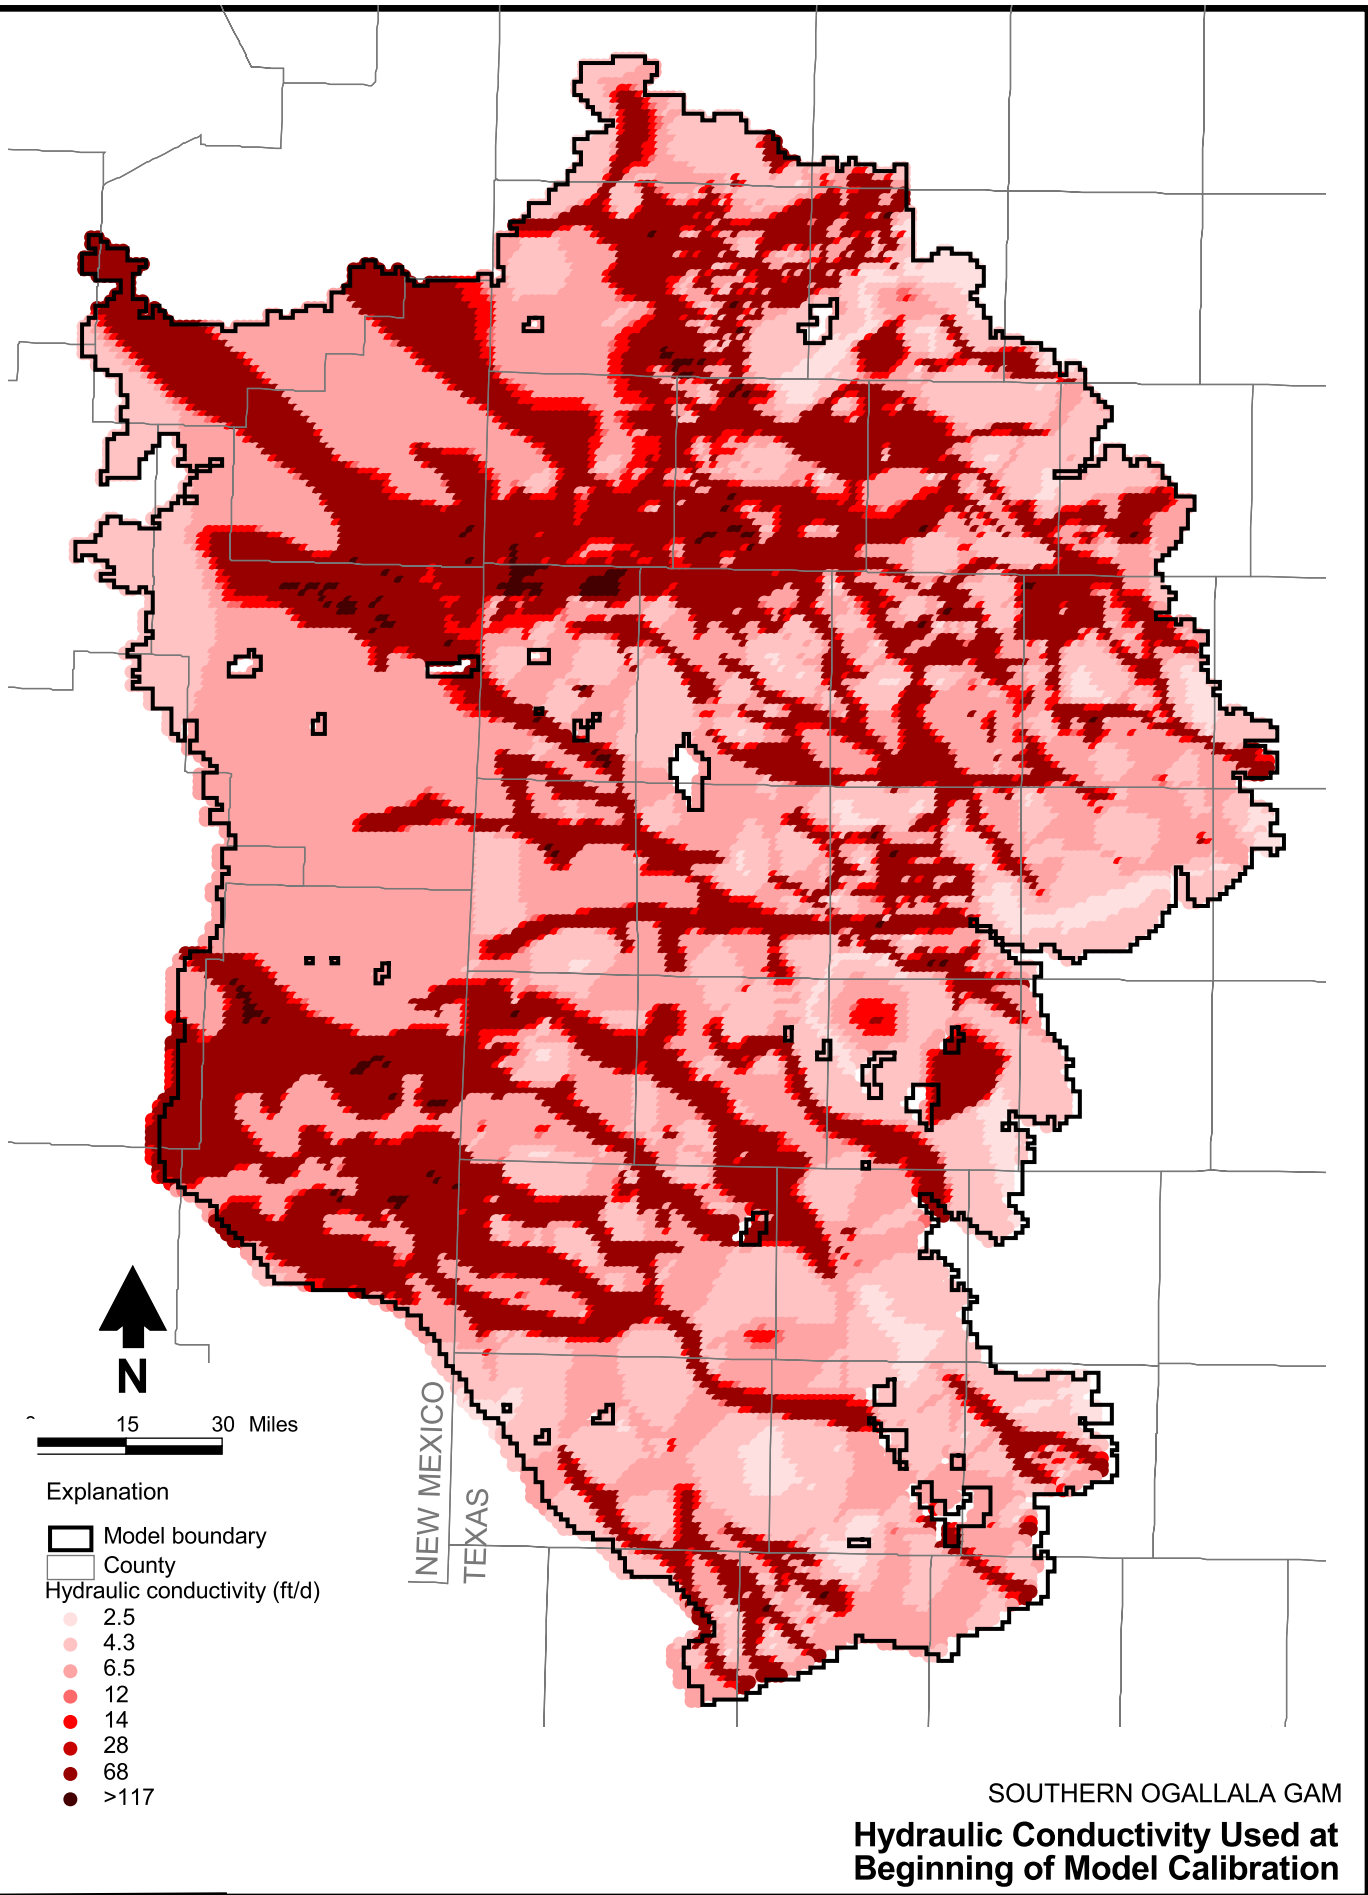 N
15 30 Miles
NEW MEXICO
TEXAS
Explanation
Model boundary
County
Hydraulic conductivity (ft/d)
2.5
4.3
6.5
12
14
28
68
>117
SOUTHERN OGALLALA GAM
Hydraulic Conductivity Used at
Beginning of Model Calibration